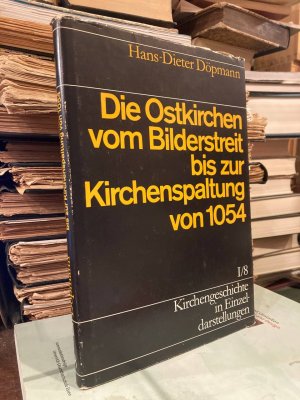 Hans-Dieter Döpmann
Die Ostkirchen
vom Bilderstreit
bis zur
Kirchenspaltung
von 1054
I/8
Kirchengeschichte
in Einzel-
darstellungen